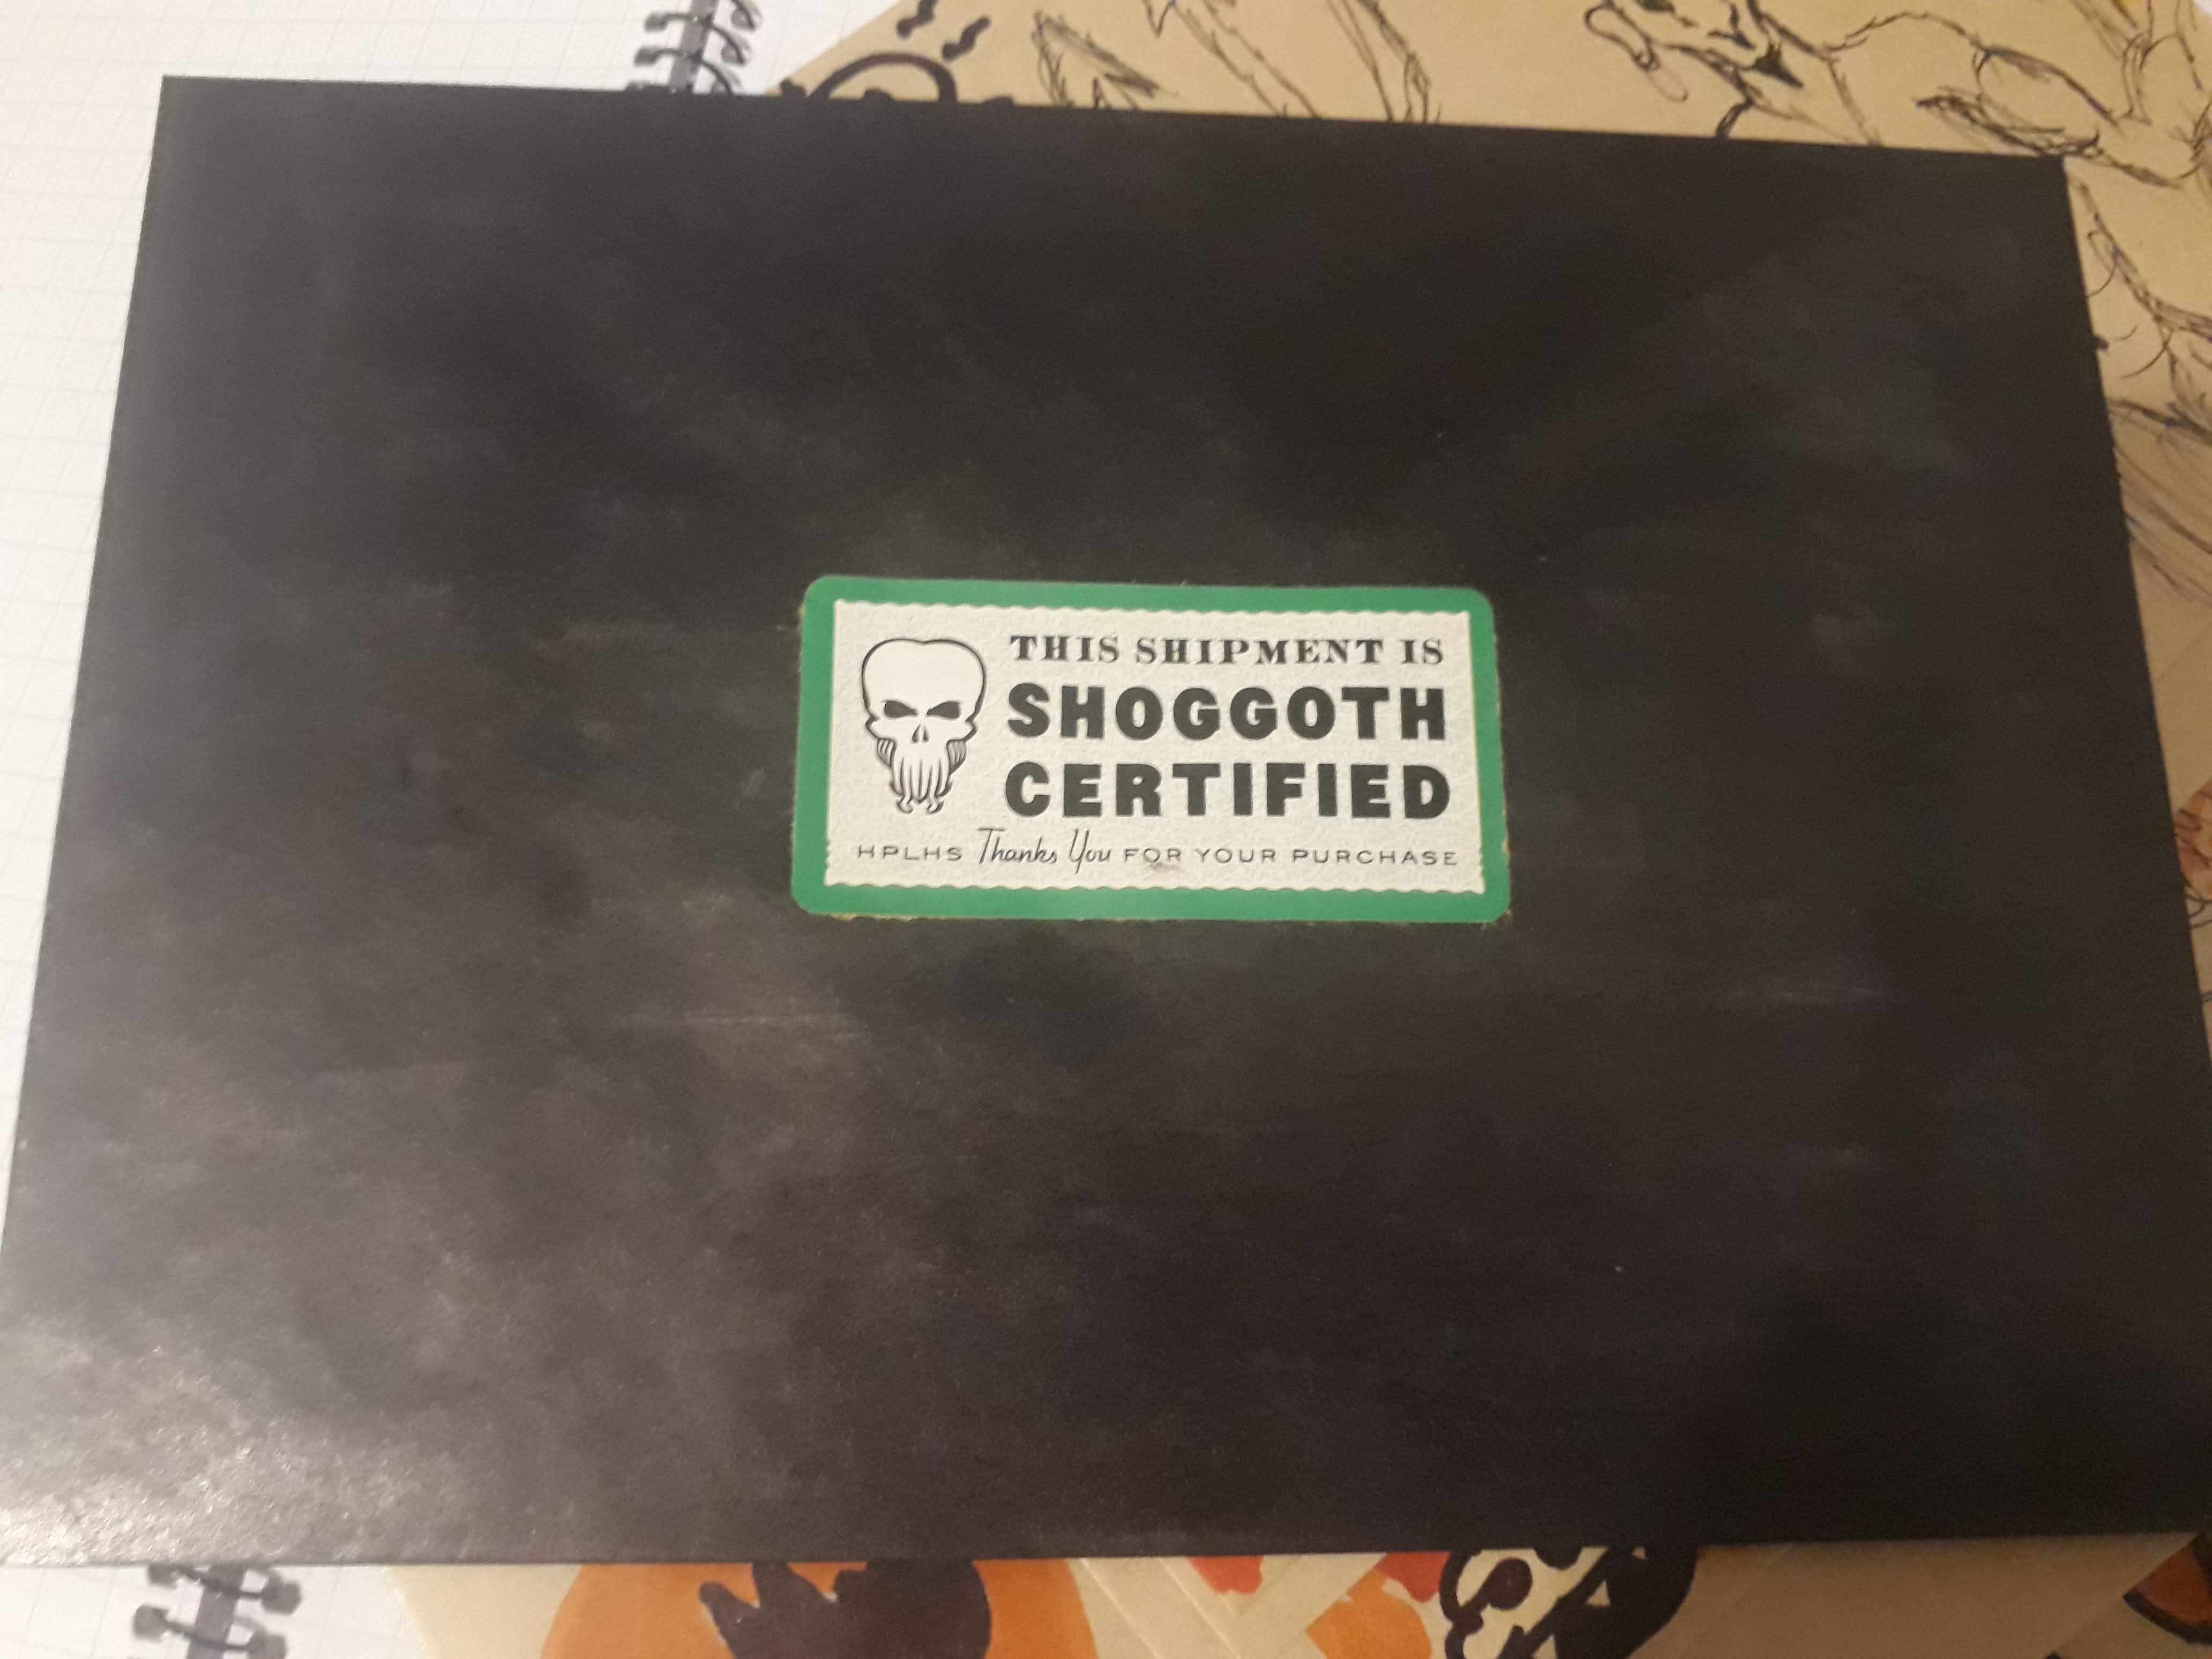 THIS SHIPMENT IS
SHOGGOTH
CERTIFIED
HPLHS Thanks You FOR YOUR PURCHASE